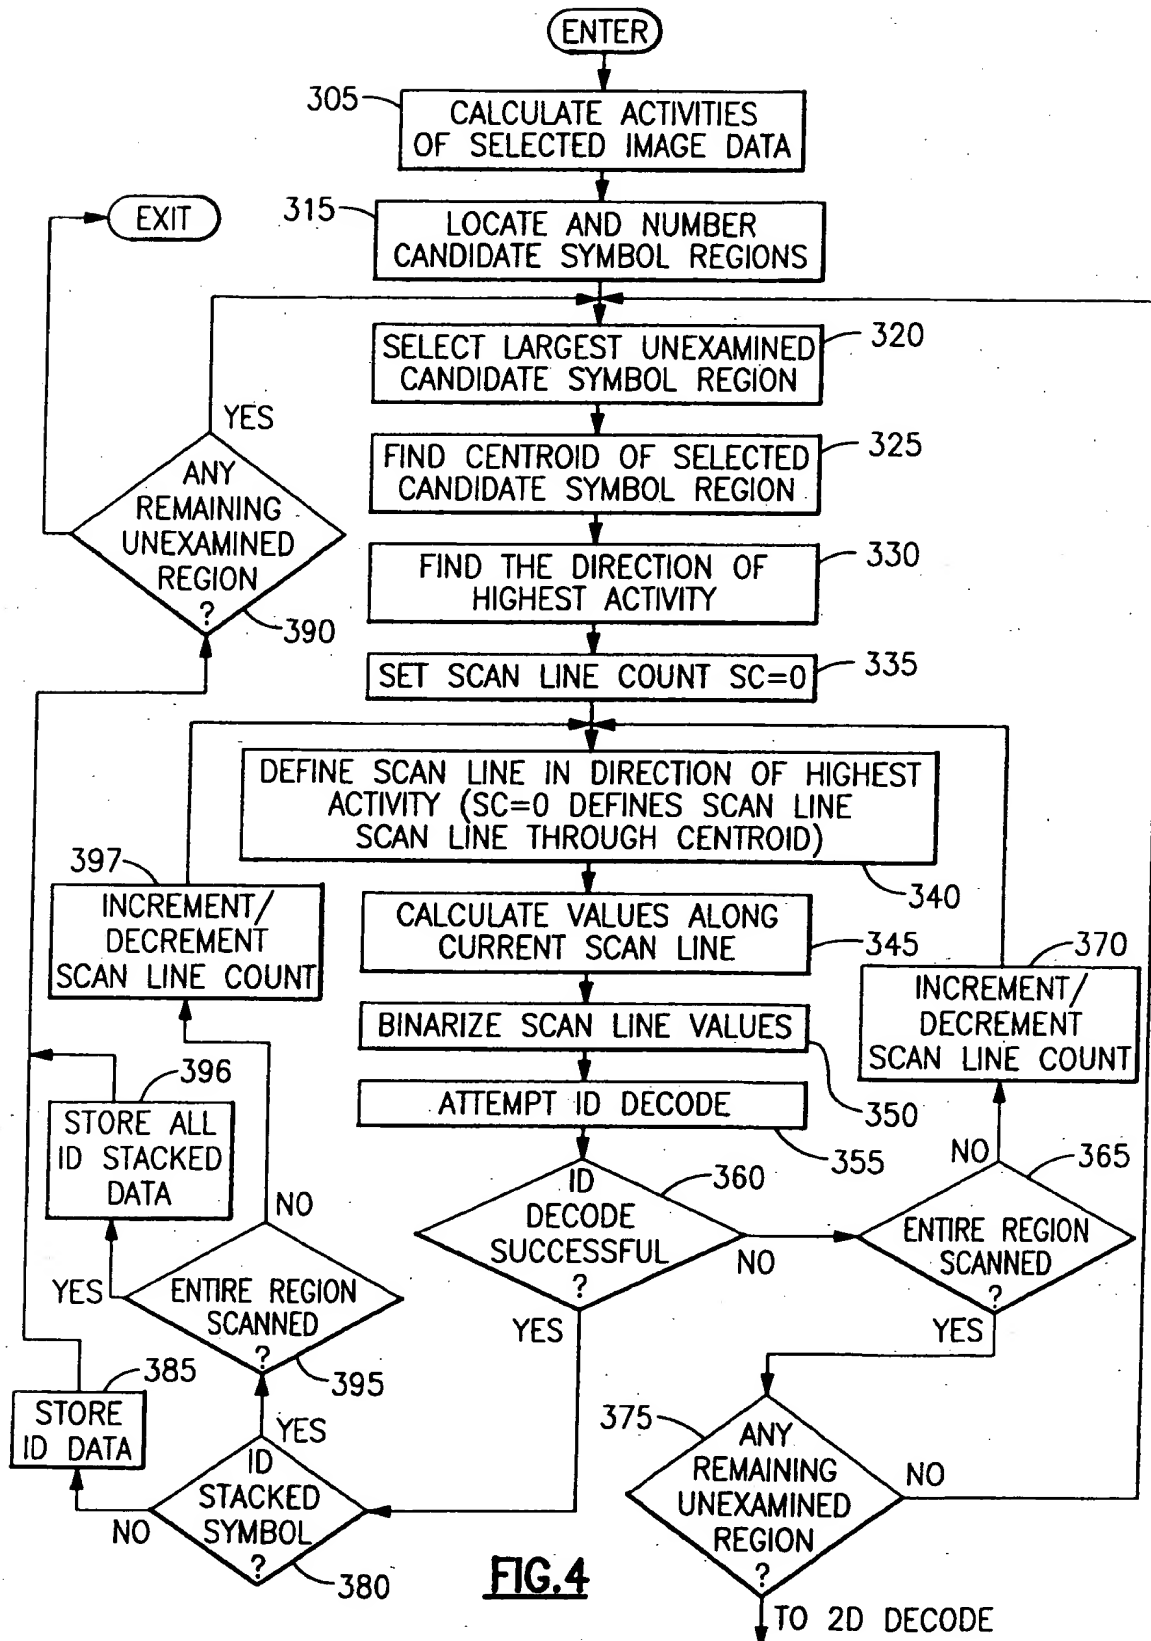 ENTER
305
CALCULATE ACTIVITIES
OF SELECTED IMAGE DATA
EXIT
315
LOCATE AND NUMBER
CANDIDATE SYMBOL REGIONS
SELECT LARGEST UNEXAMINED
CANDIDATE SYMBOL REGION
320
YES
FIND CENTROID OF SELECTED
CANDIDATE SYMBOL REGION
325
ANY
REMAINING
UNEXAMINED
REGION
?
390
FIND THE DIRECTION OF
HIGHEST ACTIVITY
330
SET SCAN LINE COUNT SC=0
335
DEFINE SCAN LINE IN DIRECTION OF HIGHEST
ACTIVITY (SC=0 DEFINES SCAN LINE
SCAN LINE THROUGH CENTROID)
340
397
INCREMENT/
DECREMENT
SCAN LINE COUNT
CALCULATE VALUES ALONG
CURRENT SCAN LINE
345
370
INCREMENT/
DECREMENT
SCAN LINE COUNT
BINARIZE SCAN LINE VALUES
350
396
STORE ALL
ID STACKED
DATA
ATTEMPT ID DECODE
355
NO
365
ENTIRE REGION
SCANNED
?
YES
ID
DECODE
SUCCESSFUL
?
360
NO
YES
NO
YES
ENTIRE REGION
SCANNED
?
395
385
STORE
ID DATA
YES
375
ANY
REMAINING
UNEXAMINED
REGION
?
NO
ID
STACKED
SYMBOL
?
NO
380
FIG.4
TO 2D DECODE